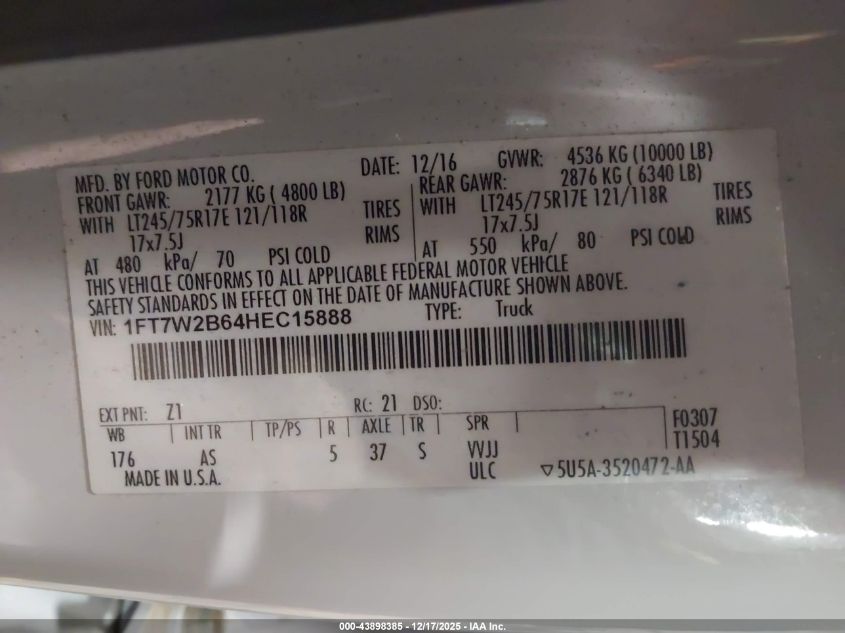 MFD. BY FORD MOTOR CO. DATE: 12/16 GVWR: 4536 KG (10000 LB)
FRONT GAWR: 2177 KG ( 4800 LB) REAR GAWR: 2876 KG ( 6340 LB)
WITH LT245/75R17E 121/118R TIRES WITH LT245/75R17E 121/118R TIRES
17x7.5J RIMS 17x7.5J RIMS
AT 480 kPa/ 70 PSI COLD AT 550 kPa/ 80 PSI COLD
THIS VEHICLE CONFORMS TO ALL APPLICABLE FEDERAL MOTOR VEHICLE
SAFETY STANDARDS IN EFFECT ON THE DATE OF MANUFACTURE SHOWN ABOVE.
VIN: 1FT7W2B64HEC15888 TYPE: Truck
EXT PNT: Z1 RC: 21 DSO:
WB INT TR TP/PS R AXLE TR SPR F0307
176 AS 5 37 S VVJJ T1504
MADE IN U.S.A. ULC ▽5U5A-3520472-AA
000-43898385 - 12/17/2025 - IAA Inc.